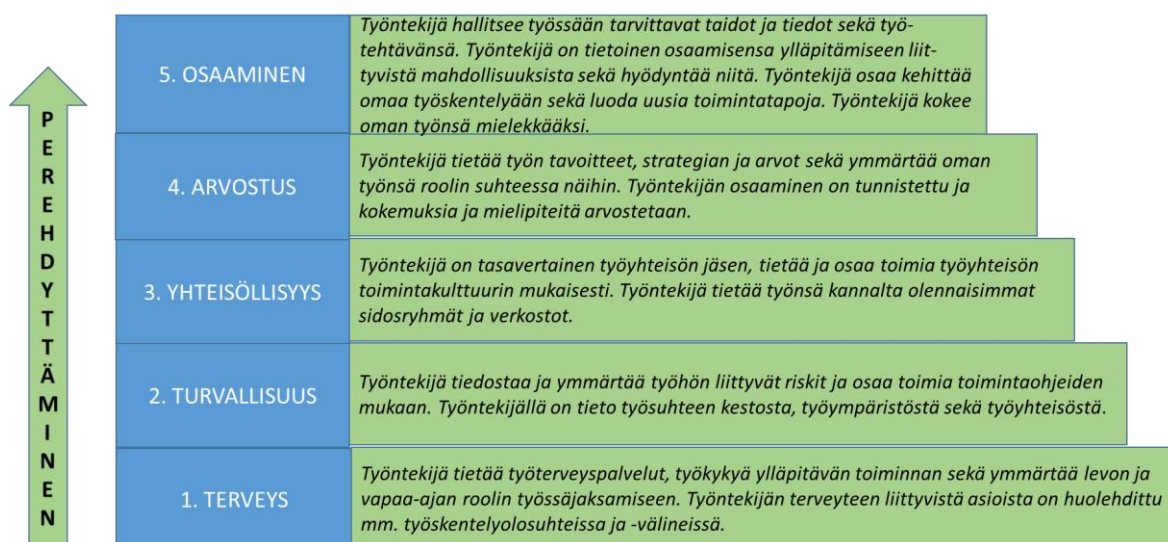 PEREHDYTTÄMINEN
5. OSAAMINEN
Työntekijä hallitsee työssään tarvittavat taidot ja tiedot sekä työ-
tehtävänsä. Työntekijä on tietoinen osaamisensa ylläpitämiseen liit-
tyvistä mahdollisuuksista sekä hyödyntää niitä. Työntekijä osaa kehittää
omaa työskentelyään sekä luoda uusia toimintatapoja. Työntekijä kokee
oman työnsä mielekkääksi.
4. ARVOSTUS
Työntekijä tietää työn tavoitteet, strategian ja arvot sekä ymmärtää oman
työnsä roolin suhteessa näihin. Työntekijän osaaminen on tunnistettu ja
kokemuksia ja mielipiteitä arvostetaan.
3. YHTEISÖLLISYYS
Työntekijä on tasavertainen työyhteisön jäsen, tietää ja osaa toimia työyhteisön
toimintakulttuurin mukaisesti. Työntekijä tietää työnsä kannalta olennaisimmat
sidosryhmät ja verkostot.
2. TURVALLISUUS
Työntekijä tiedostaa ja ymmärtää työhön liittyvät riskit ja osaa toimia toimintaohjeiden
mukaan. Työntekijällä on tieto työsuhteen kestosta, työympäristöstä sekä työyhteisöstä.
1. TERVEYS
Työntekijä tietää työterveyspalvelut, työkykyä ylläpitävän toiminnan sekä ymmärtää levon ja
vapaa-ajan roolin työssäjaksamiseen. Työntekijän terveyteen liittyvistä asioista on huolehdittu
mm. työskentelyolosuhteissa ja -välineissä.